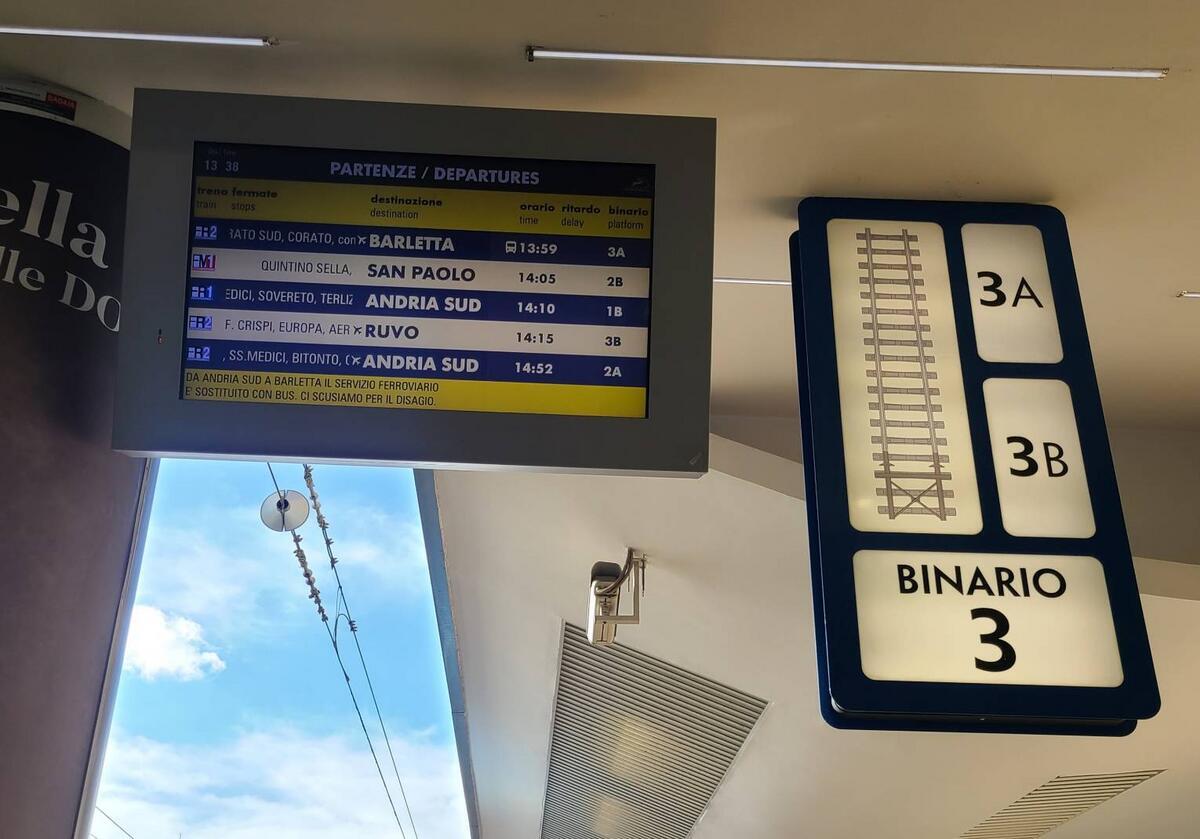 ella
lle Do
13 38
PARTENZE / DEPARTURES
treno fermate destinazione orario ritardo binario
train stops destination time delay platform
FR2 RATO SUD, CORATO, con BARLETTA 13:59 3A
FM1 QUINTINO SELLA, SAN PAOLO 14:05 2B
FR1 EDICI, SOVERETO, TERLIZ ANDRIA SUD 14:10 1B
FR2 F. CRISPI, EUROPA, AER RUVO 14:15 3B
FR2 , SS.MEDICI, BITONTO, ( ANDRIA SUD 14:52 2A
DA ANDRIA SUD A BARLETTA IL SERVIZIO FERROVIARIO
E' SOSTITUITO CON BUS. CI SCUSIAMO PER IL DISAGIO.
3A
3B
BINARIO
3